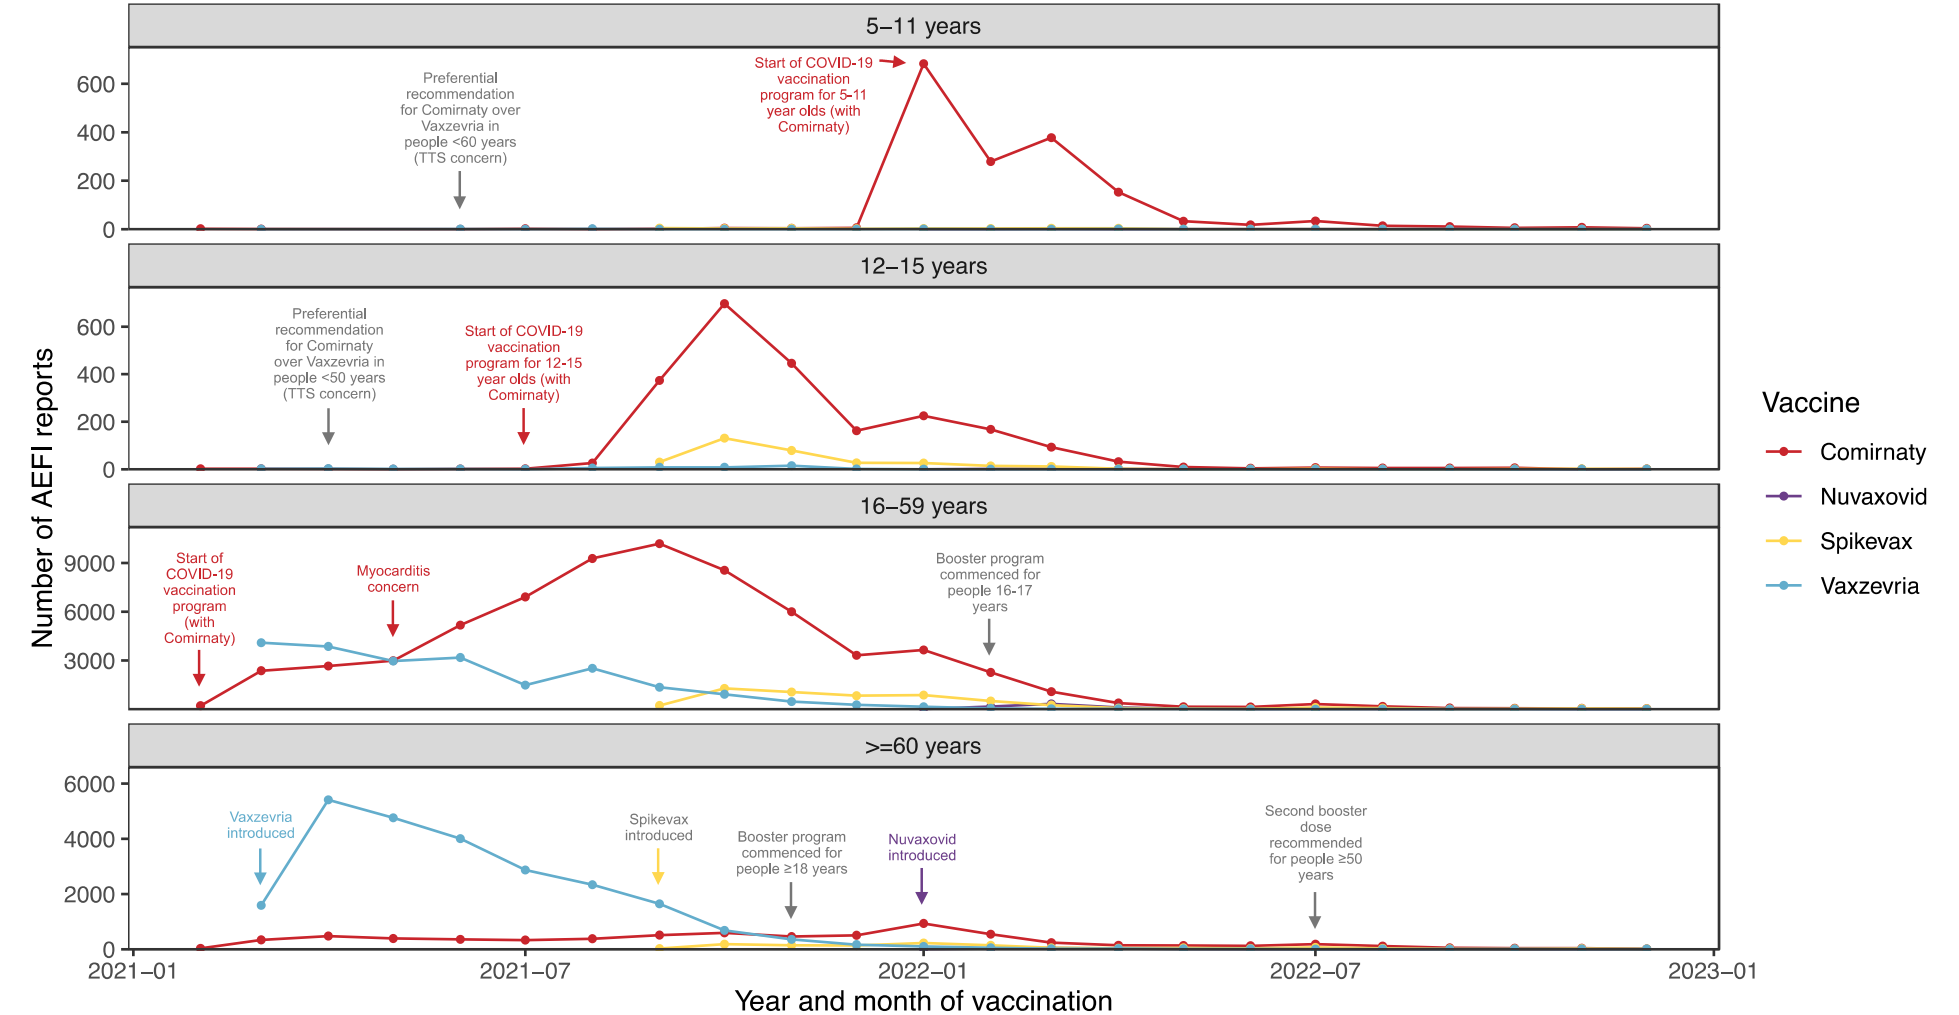 5–11 years
600
400
200
0
Preferential
recommendation
for Comirnaty over
Vaxzevria in
people <60 years
(TTS concern)
Start of COVID-19
vaccination
program for 5-11
year olds (with
Comirnaty)
12–15 years
600
400
200
0
Preferential
recommendation
for Comirnaty
over Vaxzevria in
people <50 years
(TTS concern)
Start of COVID-19
vaccination
program for 12-15
year olds (with
Comirnaty)
16–59 years
9000
6000
3000
Start of
COVID-19
vaccination
program
(with
Comirnaty)
Myocarditis
concern
Booster program
commenced for
people 16-17
years
>=60 years
6000
4000
2000
0
Vaxzevria
introduced
Spikevax
introduced
Booster program
commenced for
people ≥18 years
Nuvaxovid
introduced
Second booster
dose
recommended
for people ≥50
years
2021–01
2021–07
2022–01
2022–07
2023–01
Year and month of vaccination
Number of AEFI reports
Vaccine
Comirnaty
Nuvaxovid
Spikevax
Vaxzevria